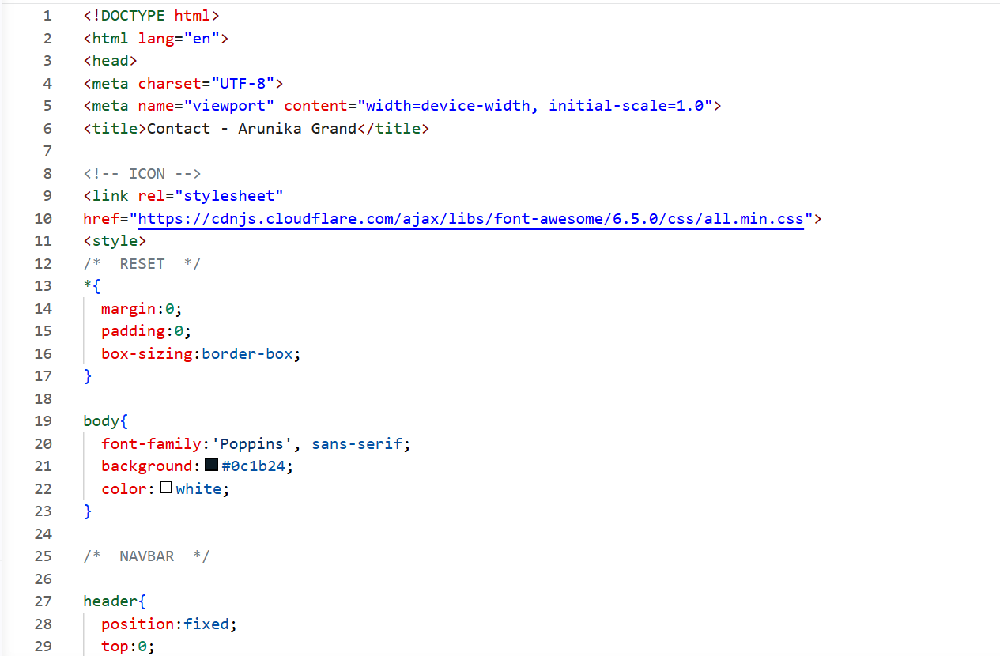 1 <!DOCTYPE html>
2 <html lang="en">
3 <head>
4 <meta charset="UTF-8">
5 <meta name="viewport" content="width=device-width, initial-scale=1.0">
6 <title>Contact - Arunika Grand</title>
7
8 <!-- ICON -->
9 <link rel="stylesheet"
10 href="https://cdnjs.cloudflare.com/ajax/libs/font-awesome/6.5.0/css/all.min.css">
11 <style>
12 /*  RESET  */
13 *{
14   margin:0;
15   padding:0;
16   box-sizing:border-box;
17 }
18
19 body{
20   font-family:'Poppins', sans-serif;
21   background:#0c1b24;
22   color:white;
23 }
24
25 /*  NAVBAR  */
26
27 header{
28   position:fixed;
29   top:0;